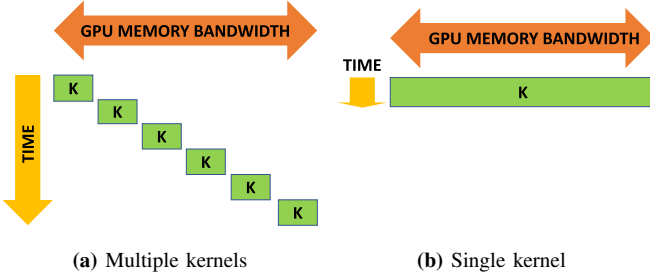 GPU MEMORY BANDWIDTH
TIME
K
K
K
K
K
K
(a) Multiple kernels
GPU MEMORY BANDWIDTH
TIME
K
(b) Single kernel